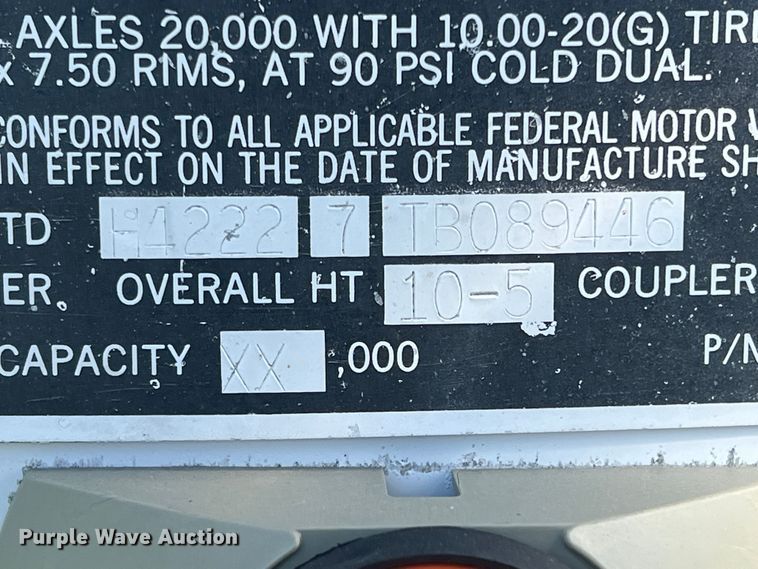 AXLES 20,000 WITH 10.00-20(G) TIRE
x 7.50 RIMS, AT 90 PSI COLD DUAL.
CONFORMS TO ALL APPLICABLE FEDERAL MOTOR V
IN EFFECT ON THE DATE OF MANUFACTURE SH
TD H4222 7 TB089446
ER. OVERALL HT 10-5 COUPLER
CAPACITY XX ,000 P/N
Purple Wave Auction